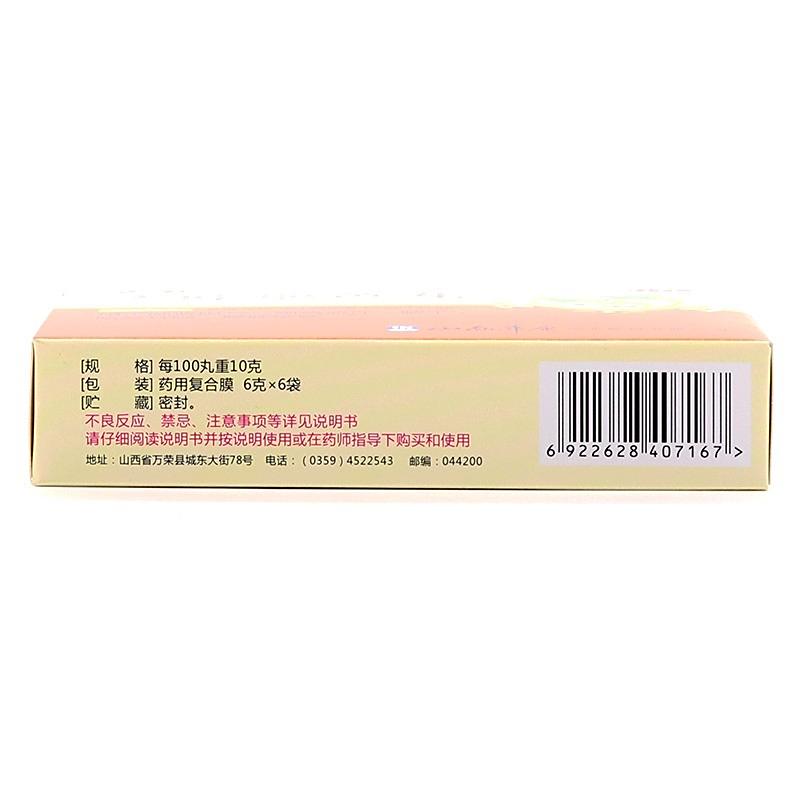 [规 格] 每100丸重10克
[包 装] 药用复合膜 6克×6袋
[贮 藏] 密封。
不良反应、禁忌、注意事项等详见说明书
请仔细阅读说明书并按说明使用或在药师指导下购买和使用
地址：山西省万荣县城东大街78号 电话：（0359）4522543 邮编：044200
6 922628 407167 >